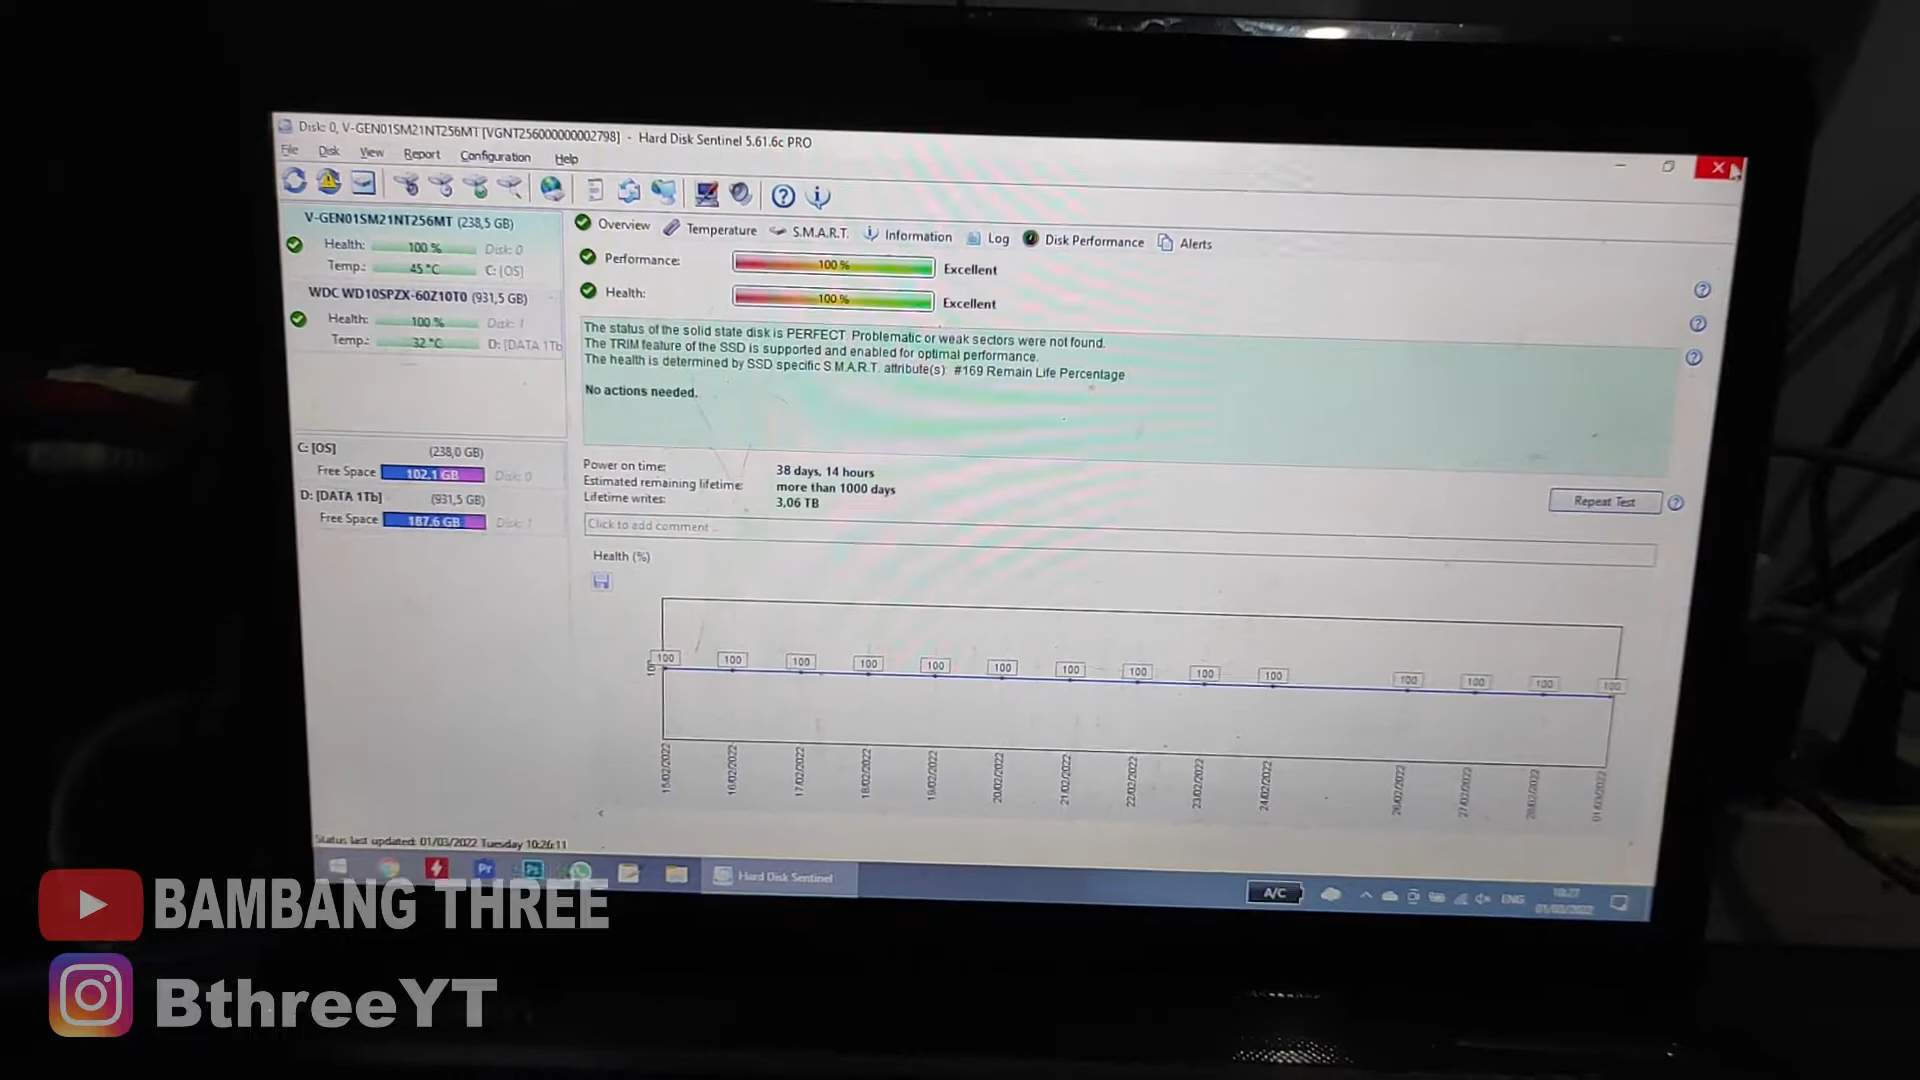 Disk: 0, V-GEN01SM21NT256MT [VGNT256000000002798] - Hard Disk Sentinel 5.61.6c PRO
File Disk View Report Configuration Help
V-GEN01SM21NT256MT (238,5 GB)
Health: 100 % Disk: 0
Temp.: 45 °C C: [OS]
WDC WD10SPZX-60Z10T0 (931,5 GB)
Health: 100 % Disk: 1
Temp.: 32 °C D: [DATA 1Tb
C: [OS] (238,0 GB)
Free Space 102,1 GB Disk: 0
D: [DATA 1Tb] (931,5 GB)
Free Space 187,6 GB Disk: 1
Overview Temperature S.M.A.R.T. Information Log Disk Performance Alerts
Performance: 100 % Excellent
Health: 100 % Excellent
The status of the solid state disk is PERFECT. Problematic or weak sectors were not found.
The TRIM feature of the SSD is supported and enabled for optimal performance.
The health is determined by SSD specific S.M.A.R.T. attribute(s): #169 Remain Life Percentage
No actions needed.
Power on time: 38 days, 14 hours
Estimated remaining lifetime: more than 1000 days
Lifetime writes: 3,06 TB
Repeat Test
Click to add comment ...
Health (%)
100 100 100 100 100 100 100 100 100 100 100 100 100 100
100
15/02/2022 16/02/2022 17/02/2022 18/02/2022 19/02/2022 20/02/2022 21/02/2022 22/02/2022 23/02/2022 24/02/2022 26/02/2022 27/02/2022 28/02/2022 01/03/2022
Status last updated: 01/03/2022 Tuesday 10:26:11
Pr Ps Hard Disk Sentinel
A/C ENG 10:27
01/03/2022
BAMBANG THREE
BthreeYT